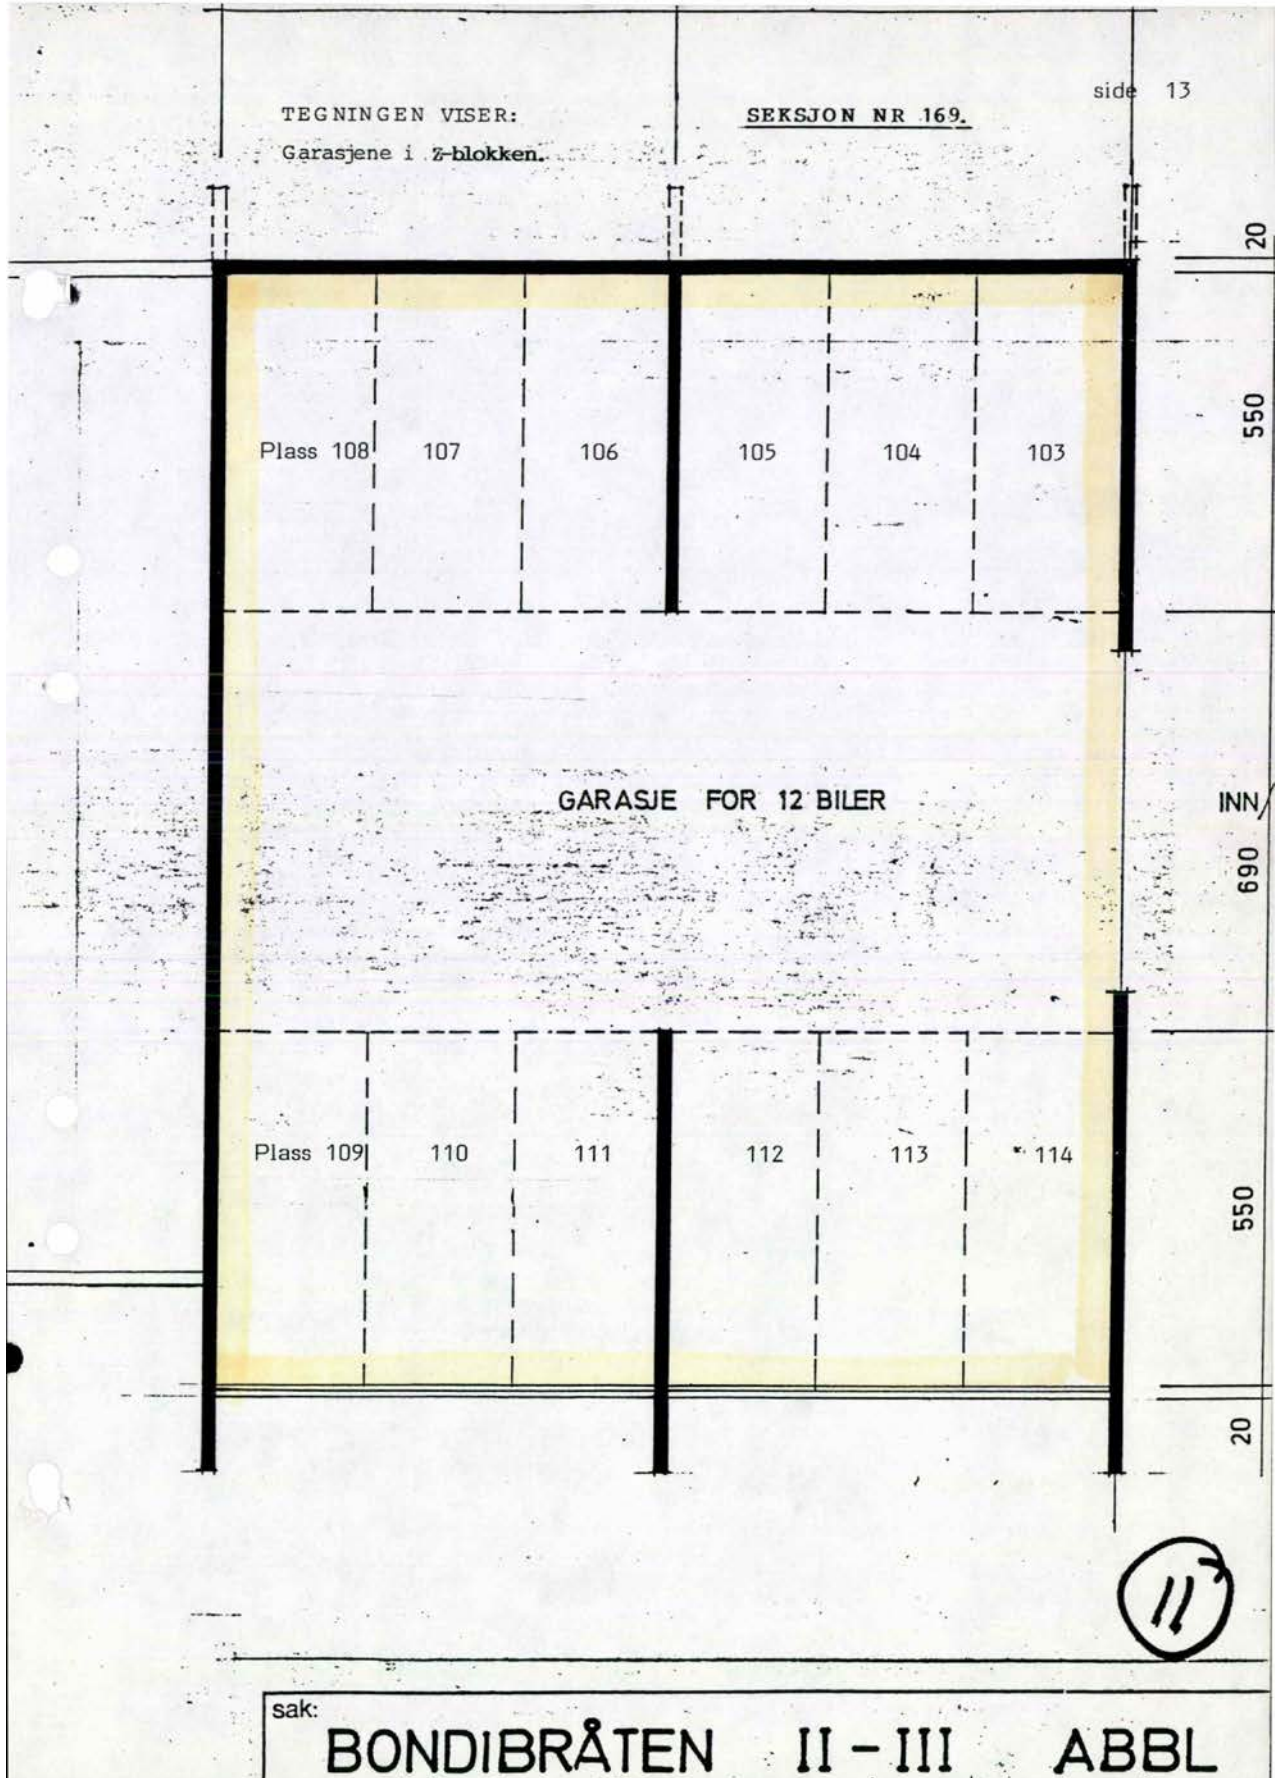 side 13
TEGNINGEN VISER: SEKSJON NR 169.
Garasjene i Z-blokken.
20
550
Plass 108 107 106 105 104 103
GARASJE FOR 12 BILER
INN
690
Plass 109 110 111 112 113 114
550
20
11
sak:
BONDIBRÅTEN II - III ABBL